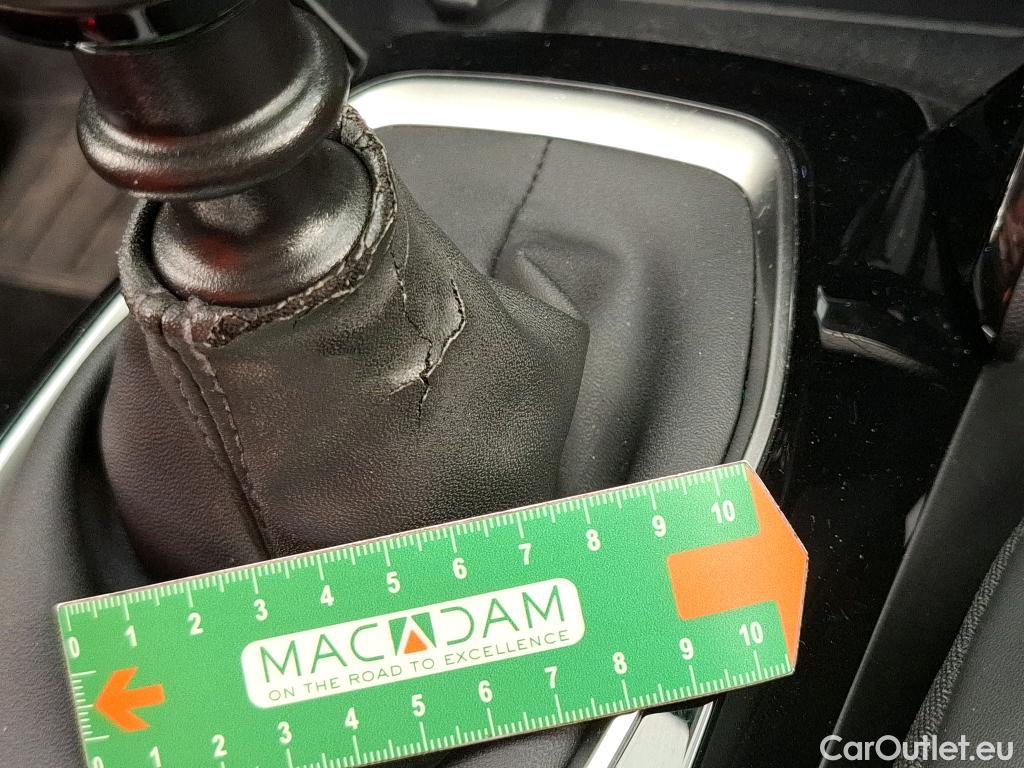 0 1 2 3 4 5 6 7 8 9 10
MACADAM
ON THE ROAD TO EXCELLENCE
0 1 2 3 4 5 6 7 8 9 10
CarOutlet.eu